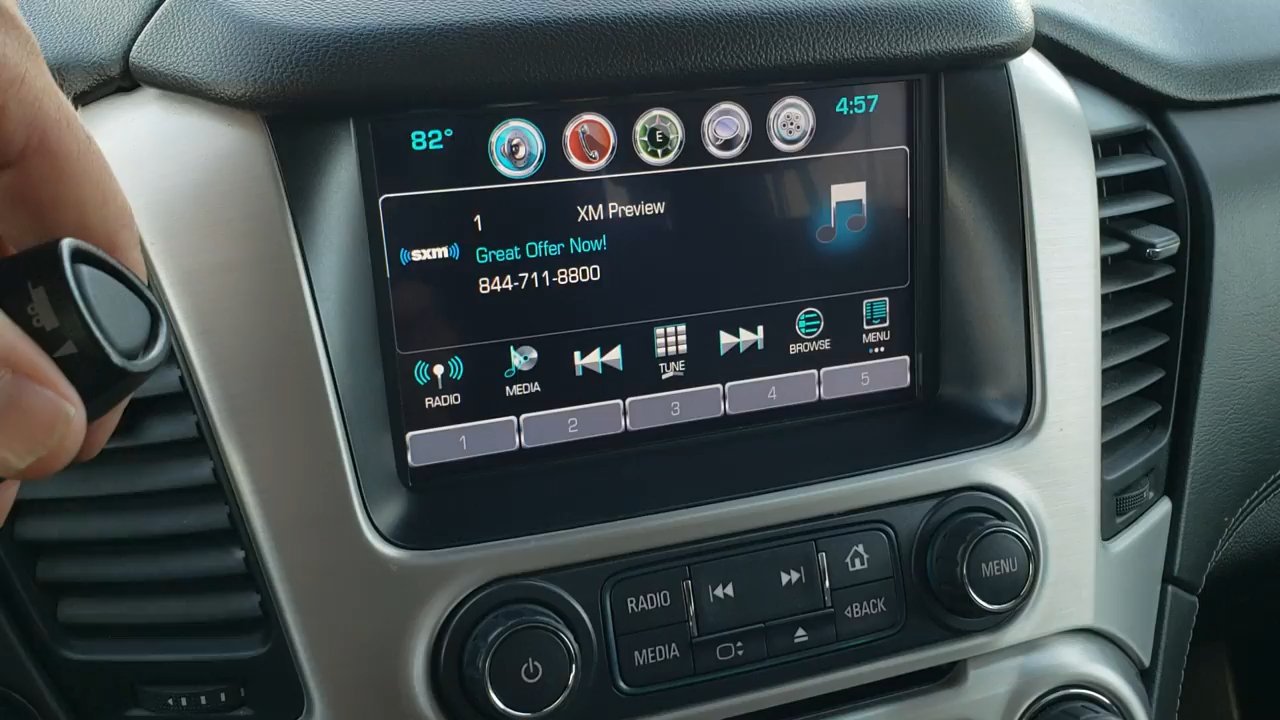 82°
E
4:57
1
XM Preview
((sxm))
Great Offer Now!
844-711-8800
RADIO
MEDIA
TUNE
BROWSE
MENU
1
2
3
4
5
RADIO
MENU
MEDIA
BACK